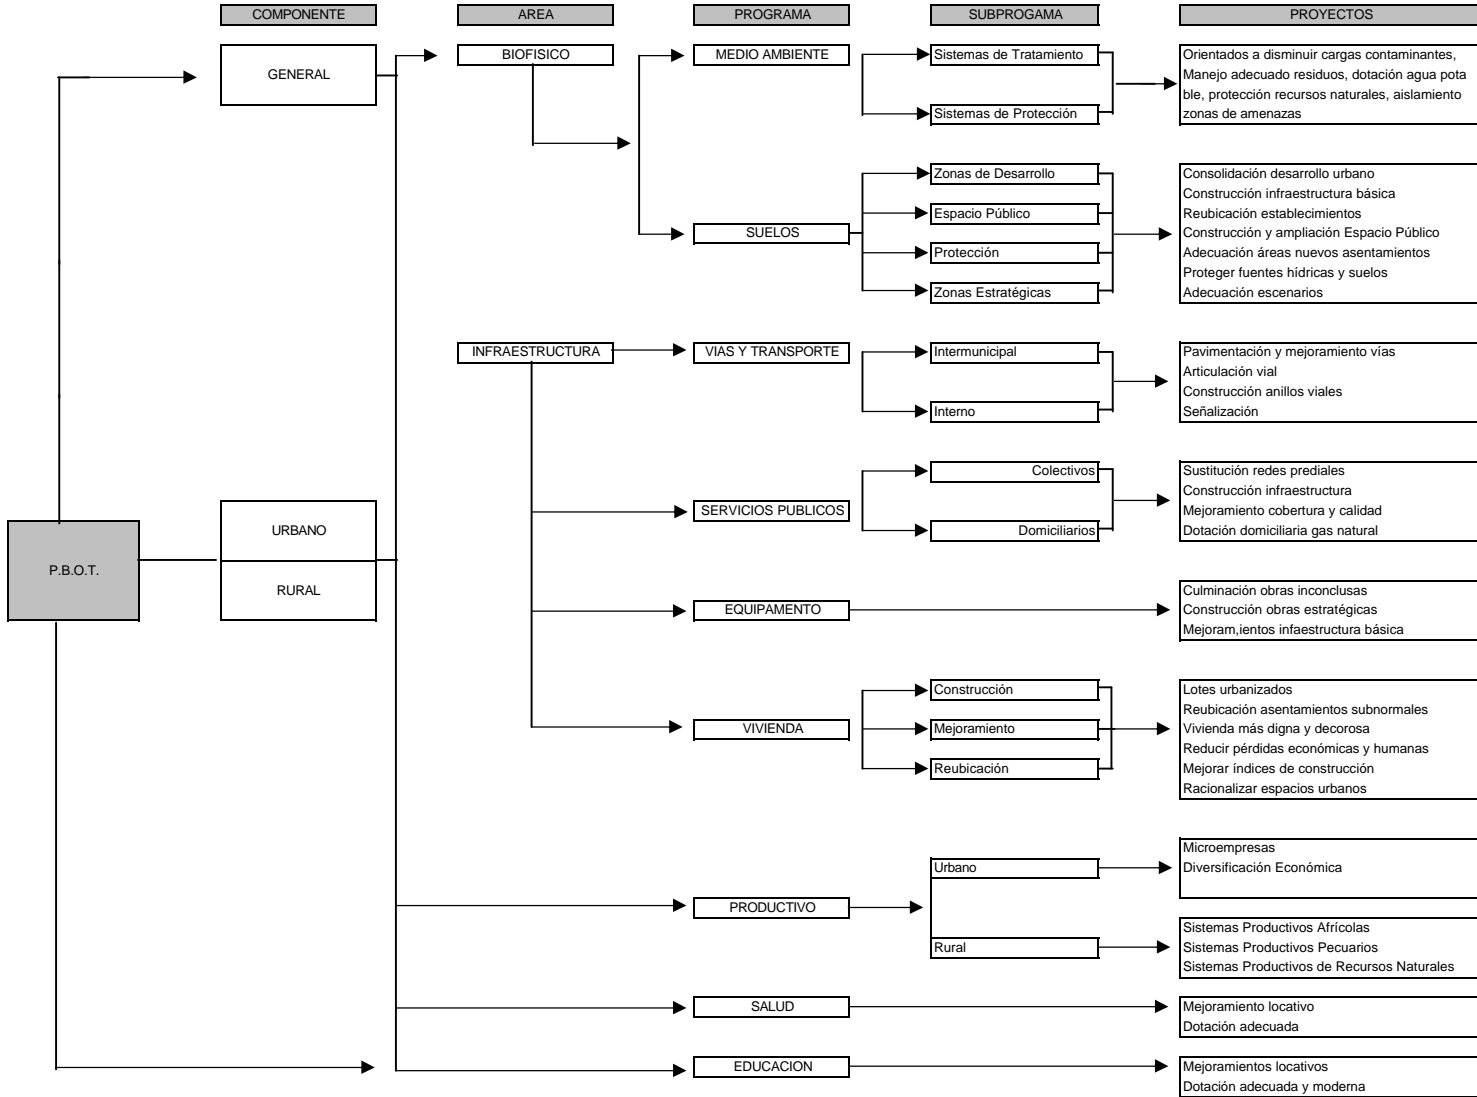 COMPONENTE
AREA
PROGRAMA
SUBPROGAMA
PROYECTOS
GENERAL
BIOFISICO
MEDIO AMBIENTE
Sistemas de Tratamiento
Sistemas de Protección
Orientados a disminuir cargas contaminantes,
Manejo adecuado residuos, dotación agua pota
ble, protección recursos naturales, aislamiento
zonas de amenazas
SUELOS
Zonas de Desarrollo
Espacio Público
Protección
Zonas Estratégicas
Consolidación desarrollo urbano
Construcción infraestructura básica
Reubicación establecimientos
Construcción y ampliación Espacio Público
Adecuación áreas nuevos asentamientos
Proteger fuentes hídricas y suelos
Adecuación escenarios
INFRAESTRUCTURA
VIAS Y TRANSPORTE
Intermunicipal
Interno
Pavimentación y mejoramiento vías
Articulación vial
Construcción anillos viales
Señalización
P.B.O.T.
URBANO
RURAL
SERVICIOS PUBLICOS
Colectivos
Domiciliarios
Sustitución redes prediales
Construcción infraestructura
Mejoramiento cobertura y calidad
Dotación domiciliaria gas natural
EQUIPAMENTO
Culminación obras inconclusas
Construcción obras estratégicas
Mejoram,ientos infaestructura básica
VIVIENDA
Construcción
Mejoramiento
Reubicación
Lotes urbanizados
Reubicación asentamientos subnormales
Vivienda más digna y decorosa
Reducir pérdidas económicas y humanas
Mejorar índices de construcción
Racionalizar espacios urbanos
PRODUCTIVO
Urbano
Microempresas
Diversificación Económica
Rural
Sistemas Productivos Afrícolas
Sistemas Productivos Pecuarios
Sistemas Productivos de Recursos Naturales
SALUD
Mejoramiento locativo
Dotación adecuada
EDUCACION
Mejoramientos locativos
Dotación adecuada y moderna